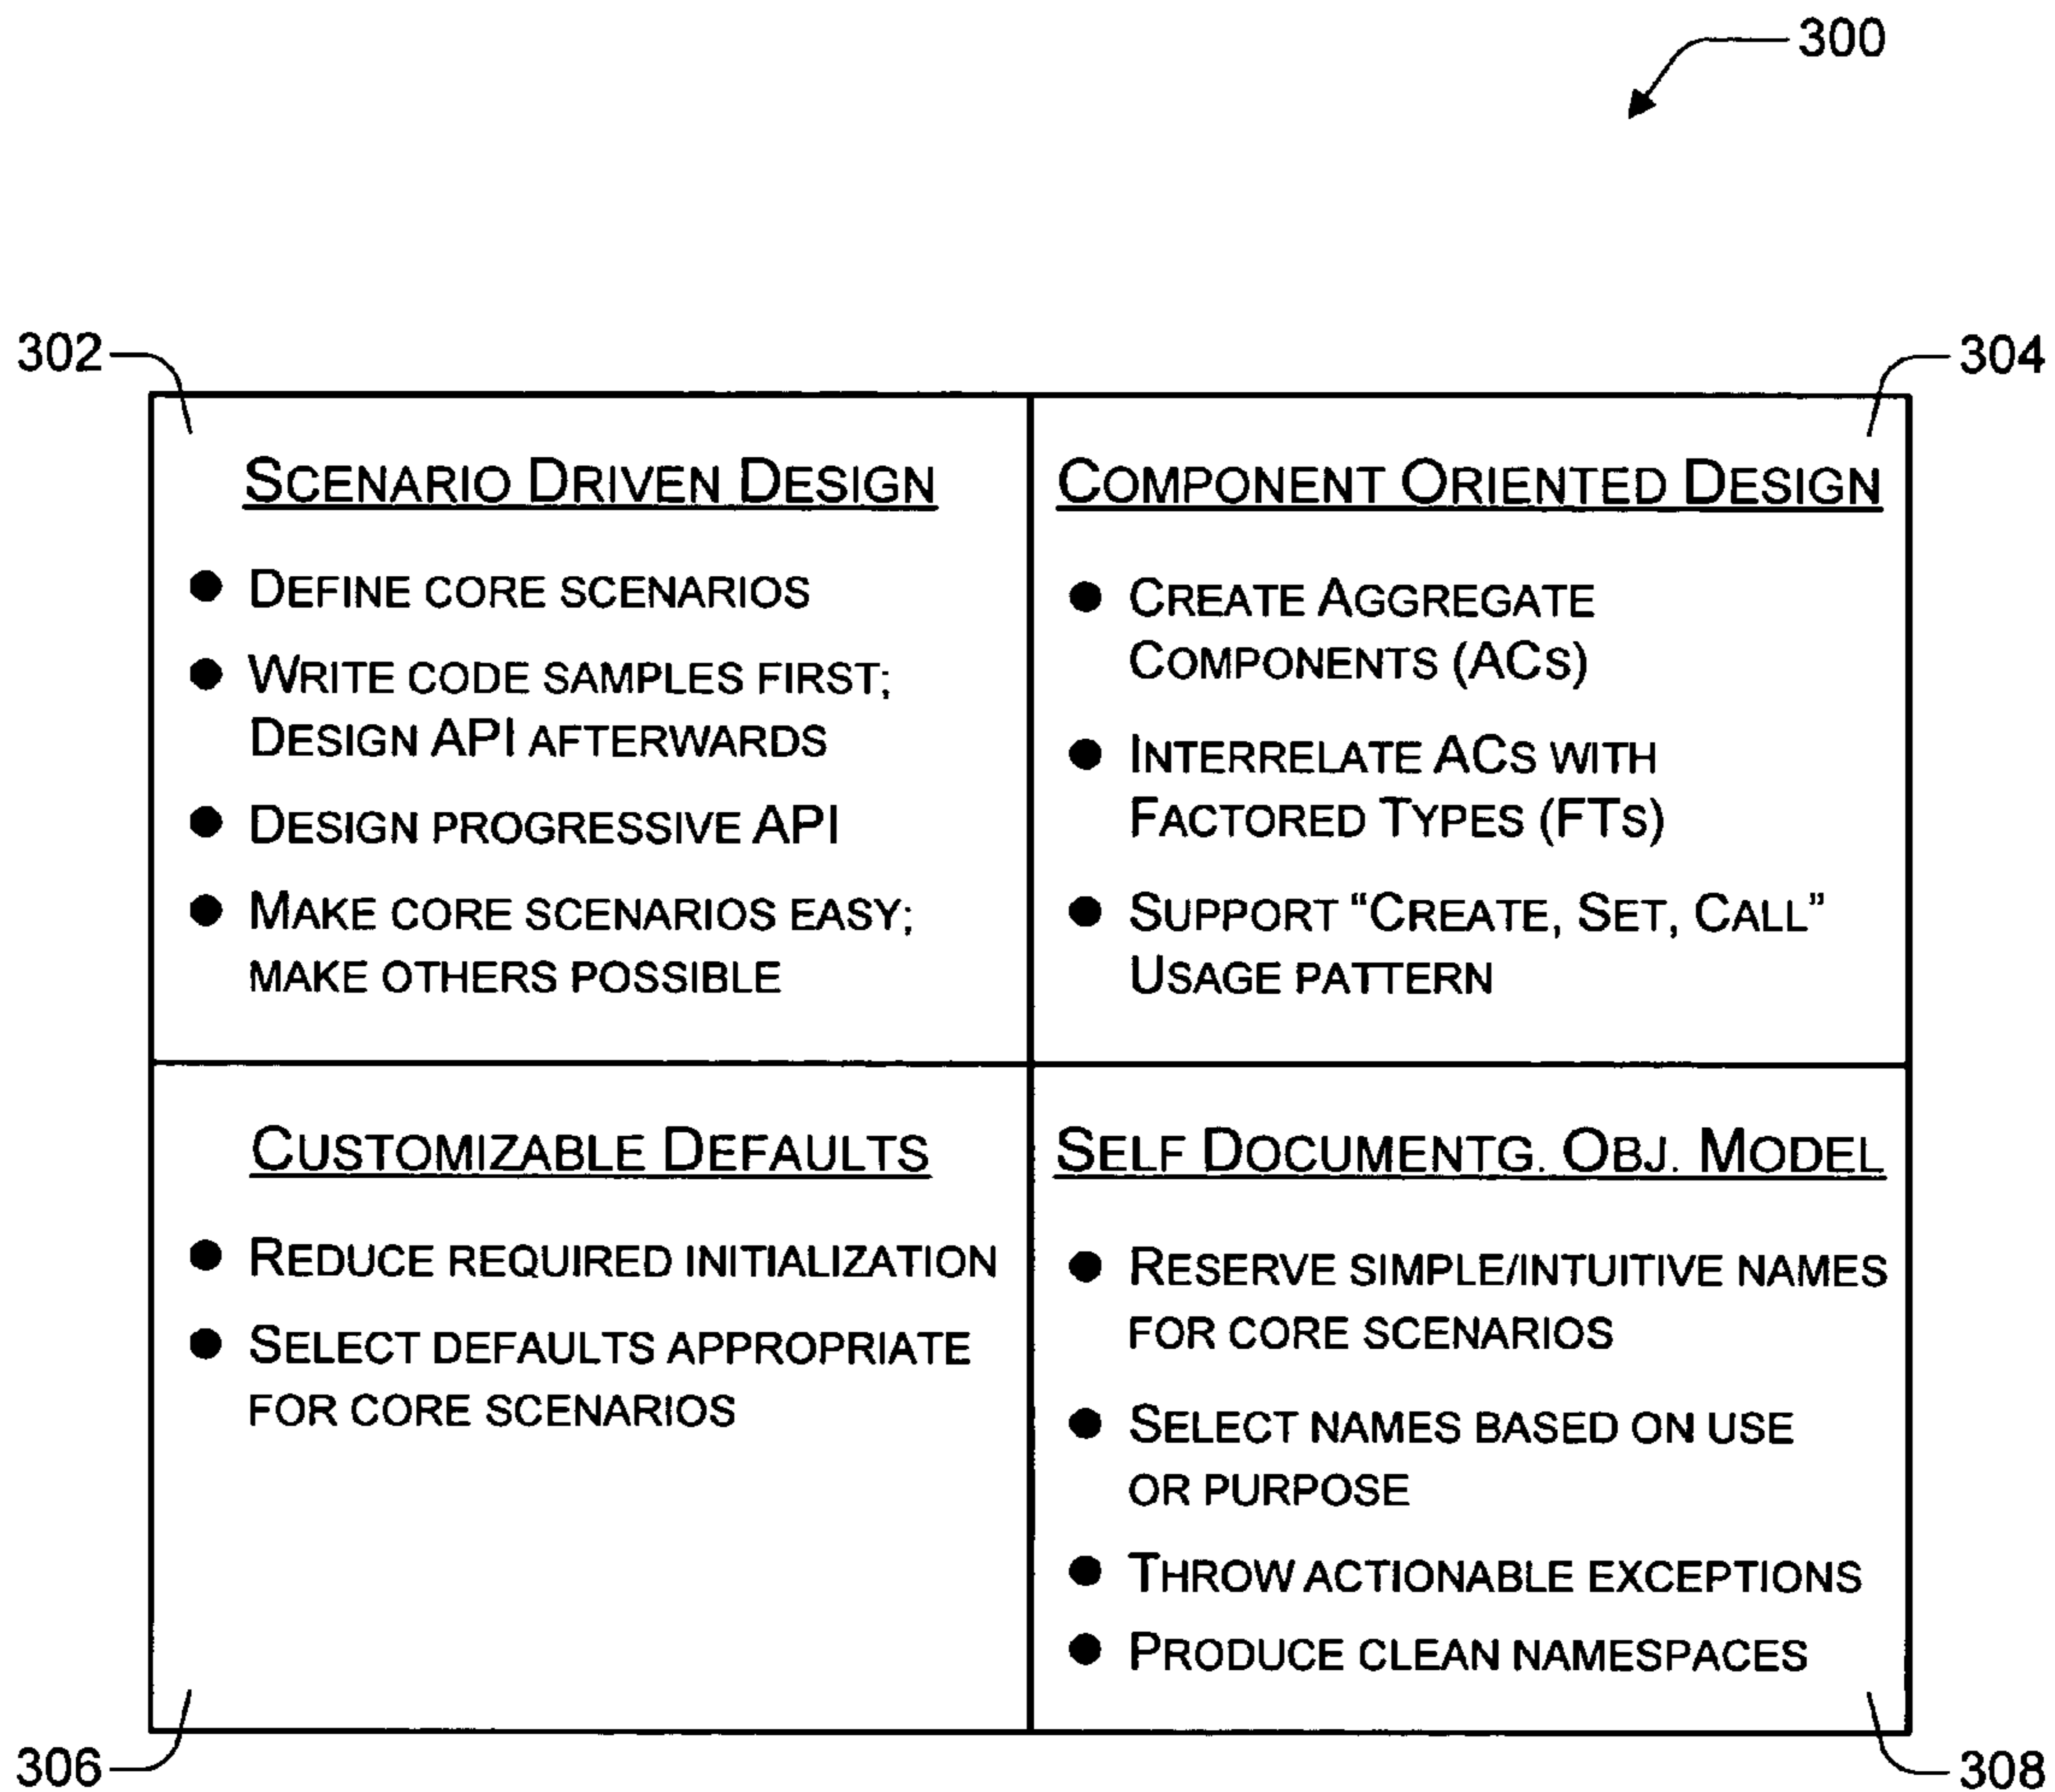 300
302
304
SCENARIO DRIVEN DESIGN
● DEFINE CORE SCENARIOS
● WRITE CODE SAMPLES FIRST;
DESIGN API AFTERWARDS
● DESIGN PROGRESSIVE API
● MAKE CORE SCENARIOS EASY;
MAKE OTHERS POSSIBLE
COMPONENT ORIENTED DESIGN
● CREATE AGGREGATE
COMPONENTS (ACS)
● INTERRELATE ACS WITH
FACTORED TYPES (FTS)
● SUPPORT “CREATE, SET, CALL”
USAGE PATTERN
CUSTOMIZABLE DEFAULTS
● REDUCE REQUIRED INITIALIZATION
● SELECT DEFAULTS APPROPRIATE
FOR CORE SCENARIOS
SELF DOCUMENTG. OBJ. MODEL
● RESERVE SIMPLE/INTUITIVE NAMES
FOR CORE SCENARIOS
● SELECT NAMES BASED ON USE
OR PURPOSE
● THROW ACTIONABLE EXCEPTIONS
● PRODUCE CLEAN NAMESPACES
306
308